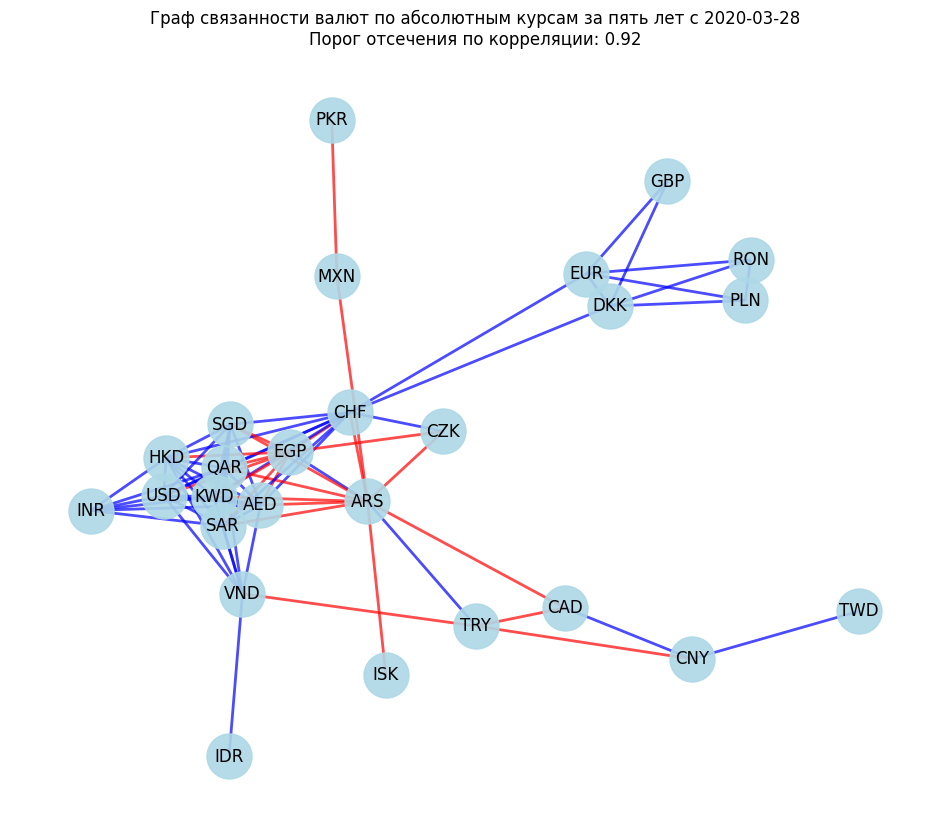 Граф связанности валют по абсолютным курсам за пять лет с 2020-03-28
Порог отсечения по корреляции: 0.92
PKR
GBP
RON
EUR
MXN
PLN
DKK
CHF
SGD
CZK
EGP
HKD
QAR
USD
KWD
ARS
AED
INR
SAR
VND
CAD
TWD
TRY
CNY
ISK
IDR